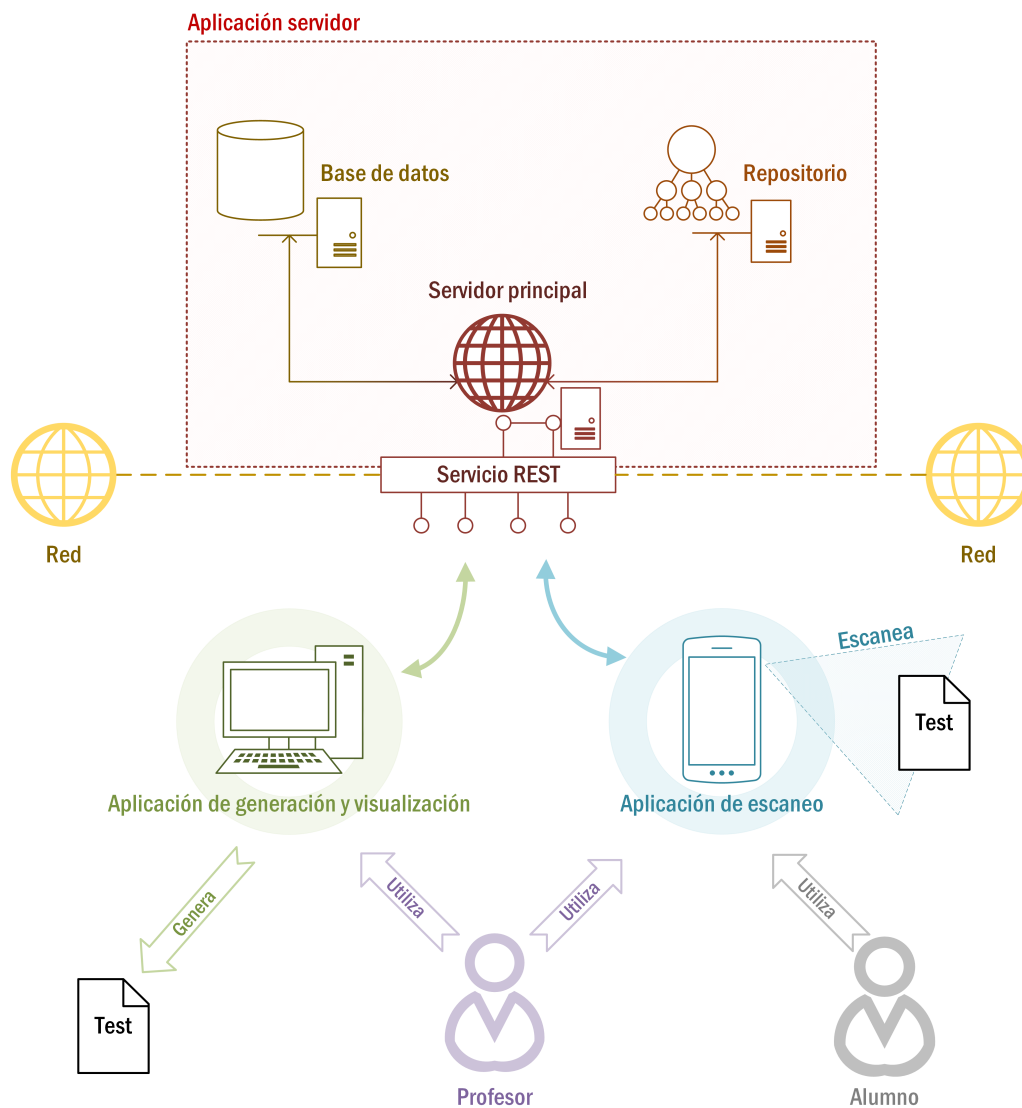 Aplicación servidor
Base de datos
Repositorio
Servidor principal
Servicio REST
Red
Red
Escanea
Test
Aplicación de generación y visualización
Aplicación de escaneo
Genera
Utiliza
Utiliza
Utiliza
Test
Profesor
Alumno